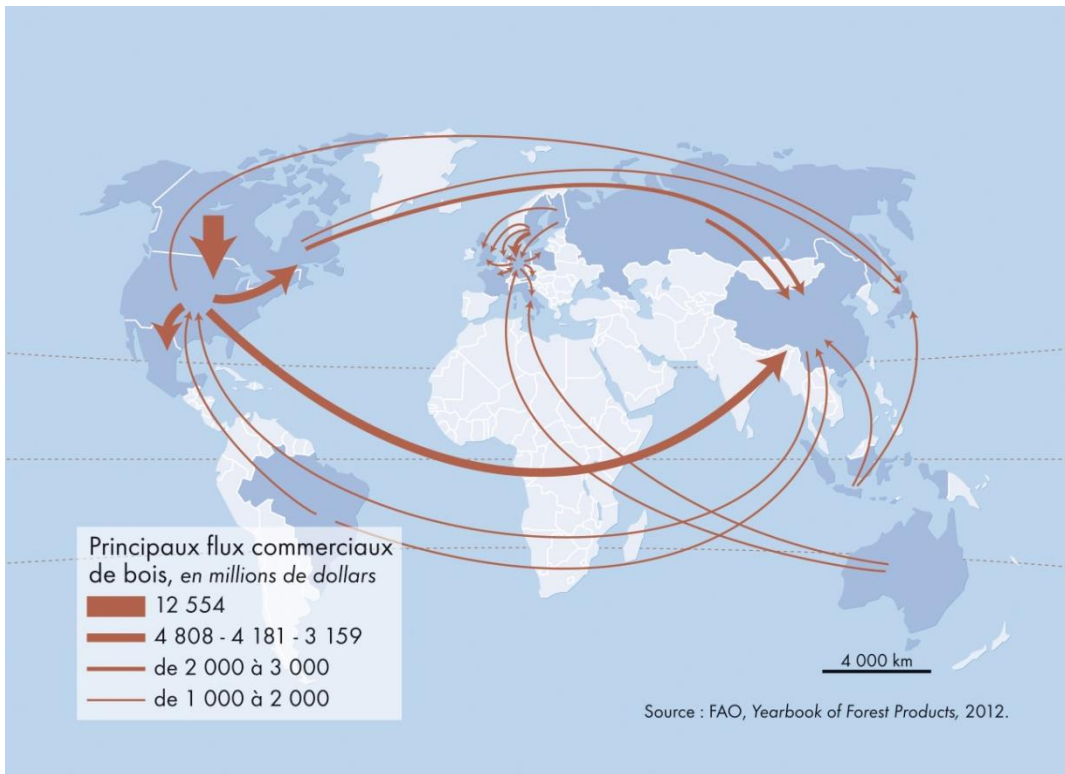 Principaux flux commerciaux
de bois, en millions de dollars
12 554
4 808 - 4 181 - 3 159
de 2 000 à 3 000
de 1 000 à 2 000
4 000 km
Source : FAO, Yearbook of Forest Products, 2012.